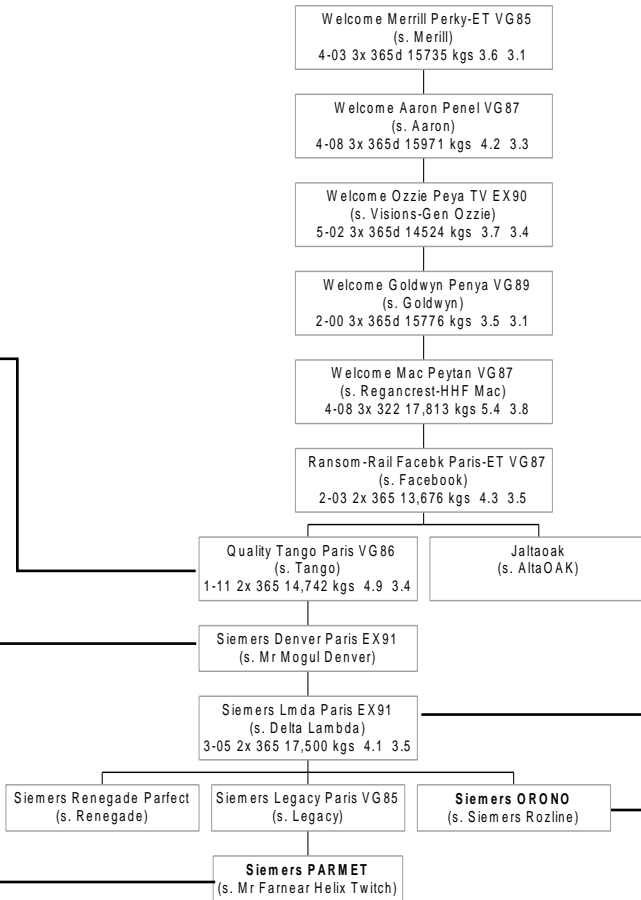 Welcome Merrill Perky-ET VG85
(s. Merill)
4-03 3x 365d 15735 kgs 3.6 3.1
Welcome Aaron Penel VG87
(s. Aaron)
4-08 3x 365d 15971 kgs 4.2 3.3
Welcome Ozzie Peya TV EX90
(s. Visions-Gen Ozzie)
5-02 3x 365d 14524 kgs 3.7 3.4
Welcome Goldwyn Penya VG89
(s. Goldwyn)
2-00 3x 365d 15776 kgs 3.5 3.1
Welcome Mac Peytan VG87
(s. Regancrest-HHF Mac)
4-08 3x 322 17,813 kgs 5.4 3.8
Ransom-Rail Facebk Paris-ET VG87
(s. Facebook)
2-03 2x 365 13,676 kgs 4.3 3.5
Quality Tango Paris VG86
(s. Tango)
1-11 2x 365 14,742 kgs 4.9 3.4
Jaltaoak
(s. AltaOAK)
Siemers Denver Paris EX91
(s. Mr Mogul Denver)
Siemers Lmda Paris EX91
(s. Delta Lambda)
3-05 2x 365 17,500 kgs 4.1 3.5
Siemers Renegade Parfect
(s. Renegade)
Siemers Legacy Paris VG85
(s. Legacy)
Siemers ORONO
(s. Siemers Rozline)
Siemers PARMET
(s. Mr Farnear Helix Twitch)